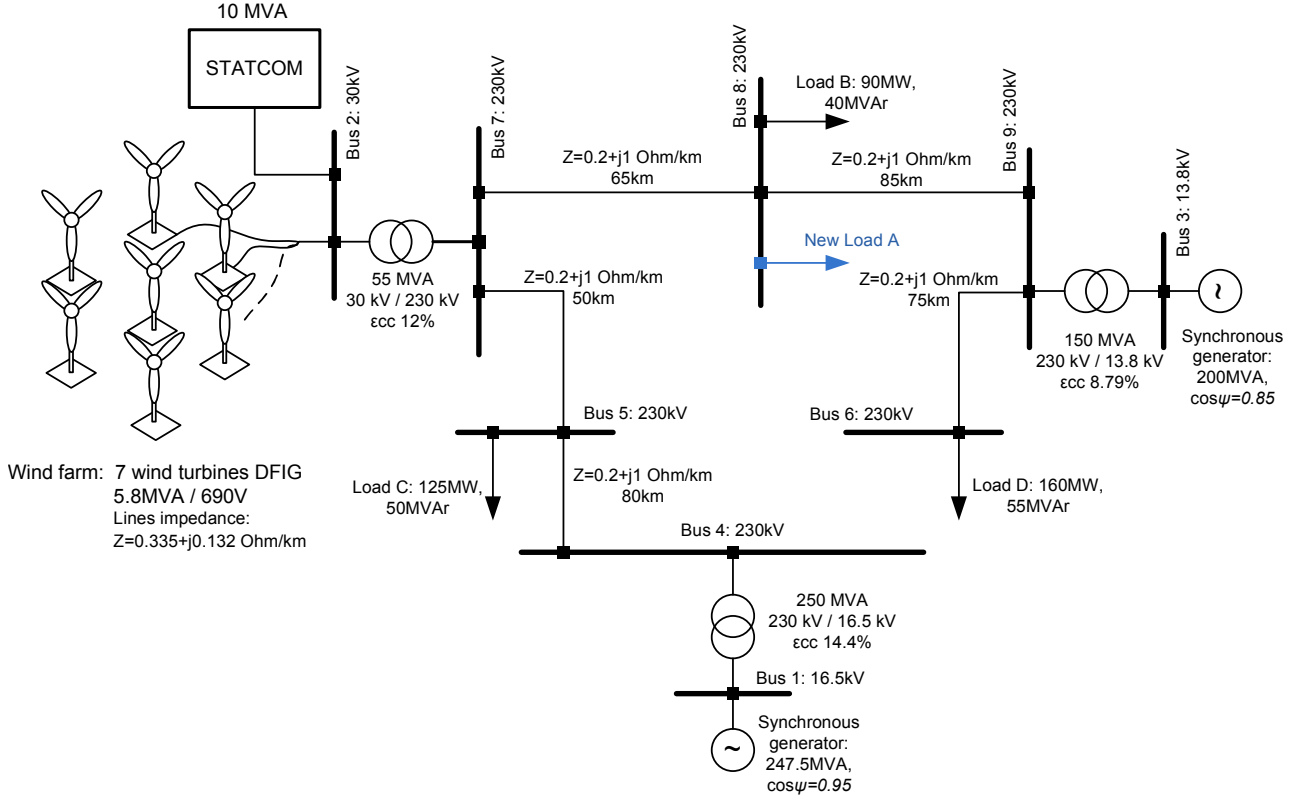 10 MVA
STATCOM
Bus 2: 30kV
Bus 7: 230kV
Z=0.2+j1 Ohm/km
65km
Bus 8: 230kV
Load B: 90MW,
40MVAr
Z=0.2+j1 Ohm/km
85km
Bus 9: 230kV
Bus 3: 13.8kV
New Load A
55 MVA
30 kV / 230 kV
εcc 12%
Z=0.2+j1 Ohm/km
50km
Z=0.2+j1 Ohm/km
75km
~
150 MVA
230 kV / 13.8 kV
εcc 8.79%
Synchronous
generator:
200MVA,
cosψ=0.85
Bus 5: 230kV
Bus 6: 230kV
Wind farm: 7 wind turbines DFIG
5.8MVA / 690V
Lines impedance:
Z=0.335+j0.132 Ohm/km
Load C: 125MW,
50MVAr
Z=0.2+j1 Ohm/km
80km
Load D: 160MW,
55MVAr
Bus 4: 230kV
250 MVA
230 kV / 16.5 kV
εcc 14.4%
Bus 1: 16.5kV
~
Synchronous
generator:
247.5MVA,
cosψ=0.95